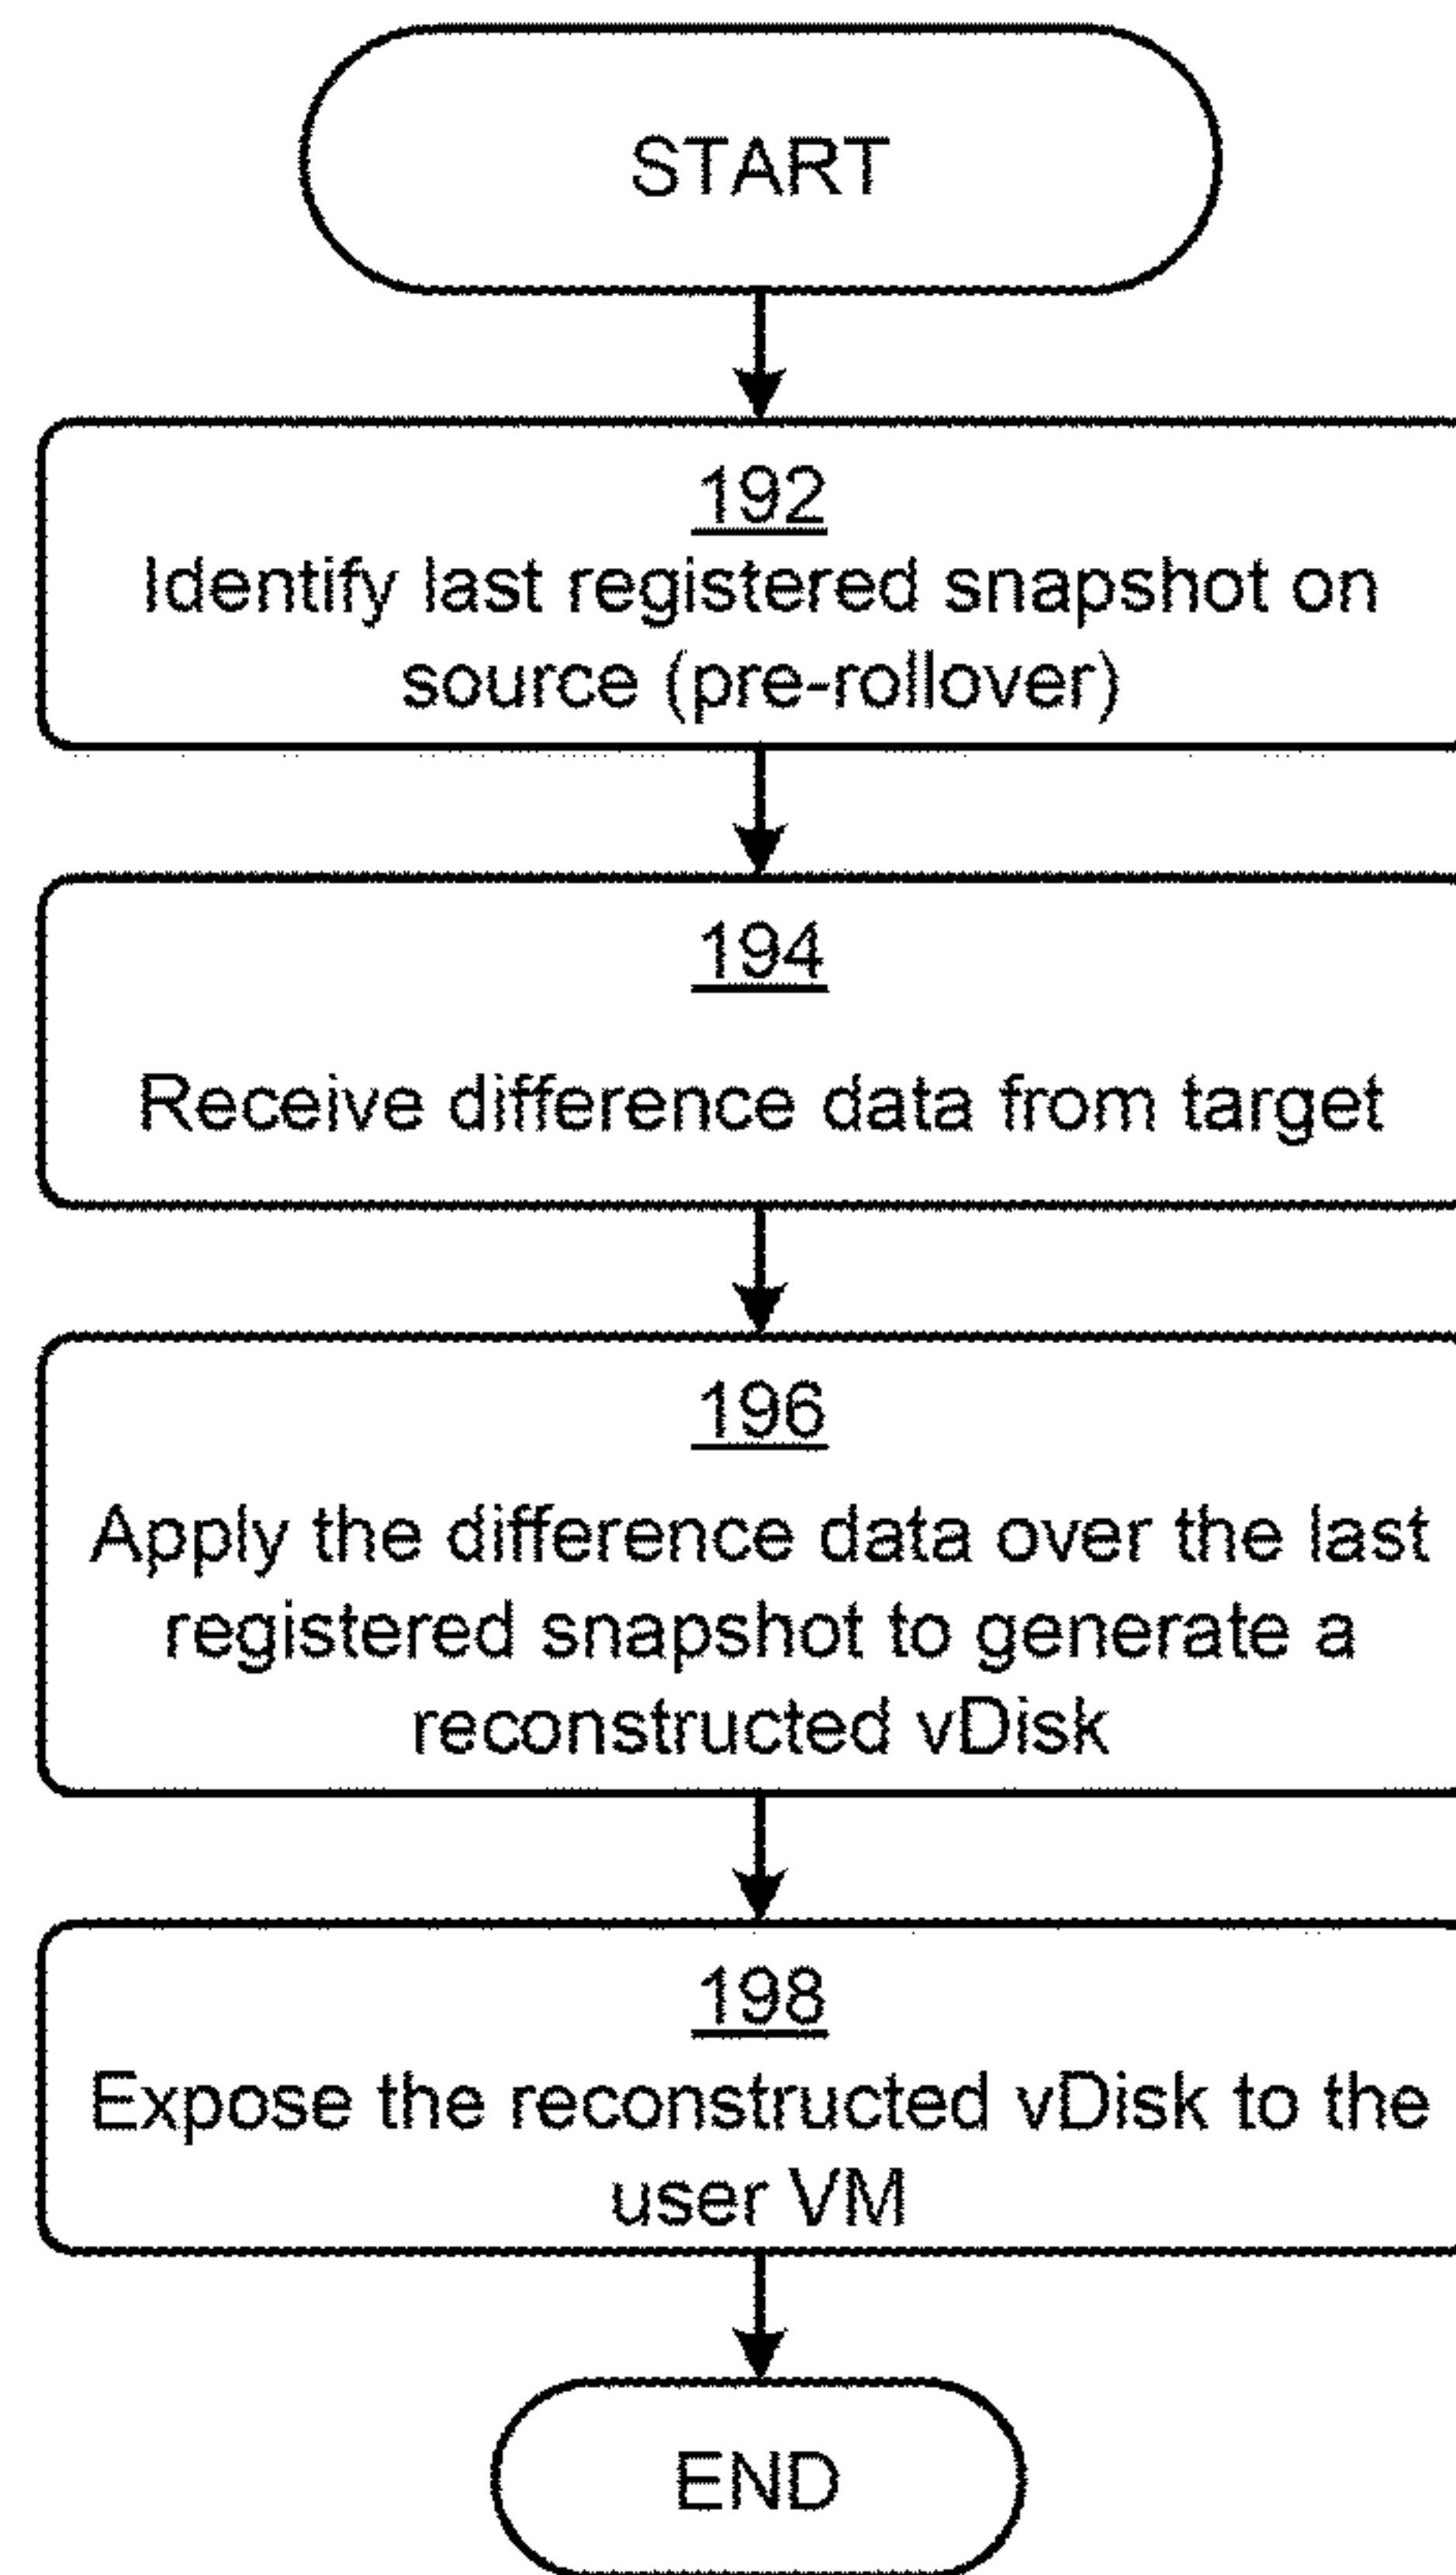 START
192
Identify last registered snapshot on
source (pre-rollover)
194
Receive difference data from target
196
Apply the difference data over the last
registered snapshot to generate a
reconstructed vDisk
198
Expose the reconstructed vDisk to the
user VM
END